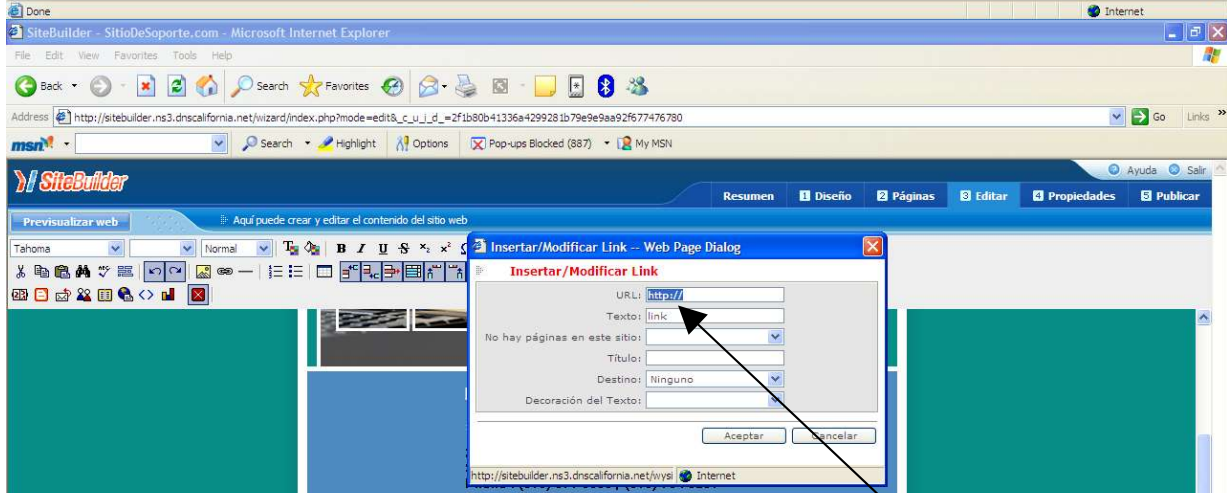 Done Internet
SiteBuilder - SitioDeSoporte.com - Microsoft Internet Explorer
File Edit View Favorites Tools Help
Back Search Favorites
Address http://sitebuilder.ns3.dnscalifornia.net/wizard/index.php?mode=edit&_c_u_i_d_=2f1b80b41336a4299281b79e9e9aa92f677476780 Go Links »
msn Search Highlight Options Pop-ups Blocked (887) My MSN
SiteBuilder Ayuda Salir
Resumen 1 Diseño 2 Páginas 3 Editar 4 Propiedades 5 Publicar
Previsualizar web Aquí puede crear y editar el contenido del sitio web
Tahoma Normal B I U S
Insertar/Modificar Link -- Web Page Dialog
Insertar/Modificar Link
URL: http://
Texto: link
No hay páginas en este sitio:
Título:
Destino: Ninguno
Decoración del Texto:
Aceptar Cancelar
http://sitebuilder.ns3.dnscalifornia.net/wysi Internet